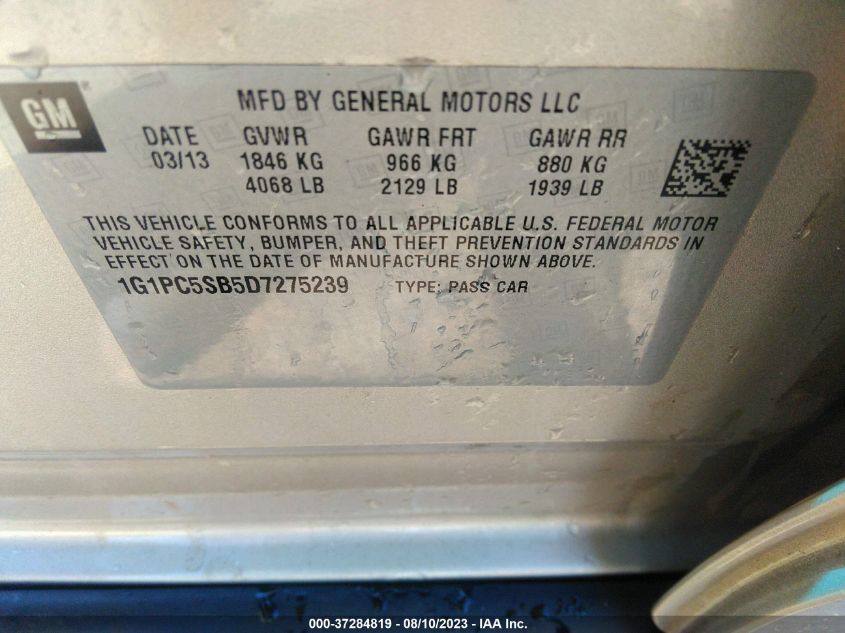 GM
MFD BY GENERAL MOTORS LLC
DATE GVWR GAWR FRT GAWR RR
03/13 1846 KG 966 KG 880 KG
4068 LB 2129 LB 1939 LB
THIS VEHICLE CONFORMS TO ALL APPLICABLE U.S. FEDERAL MOTOR
VEHICLE SAFETY, BUMPER, AND THEFT PREVENTION STANDARDS IN
EFFECT ON THE DATE OF MANUFACTURE SHOWN ABOVE.
1G1PC5SB5D7275239 TYPE: PASS CAR
000-37284819 - 08/10/2023 - IAA Inc.